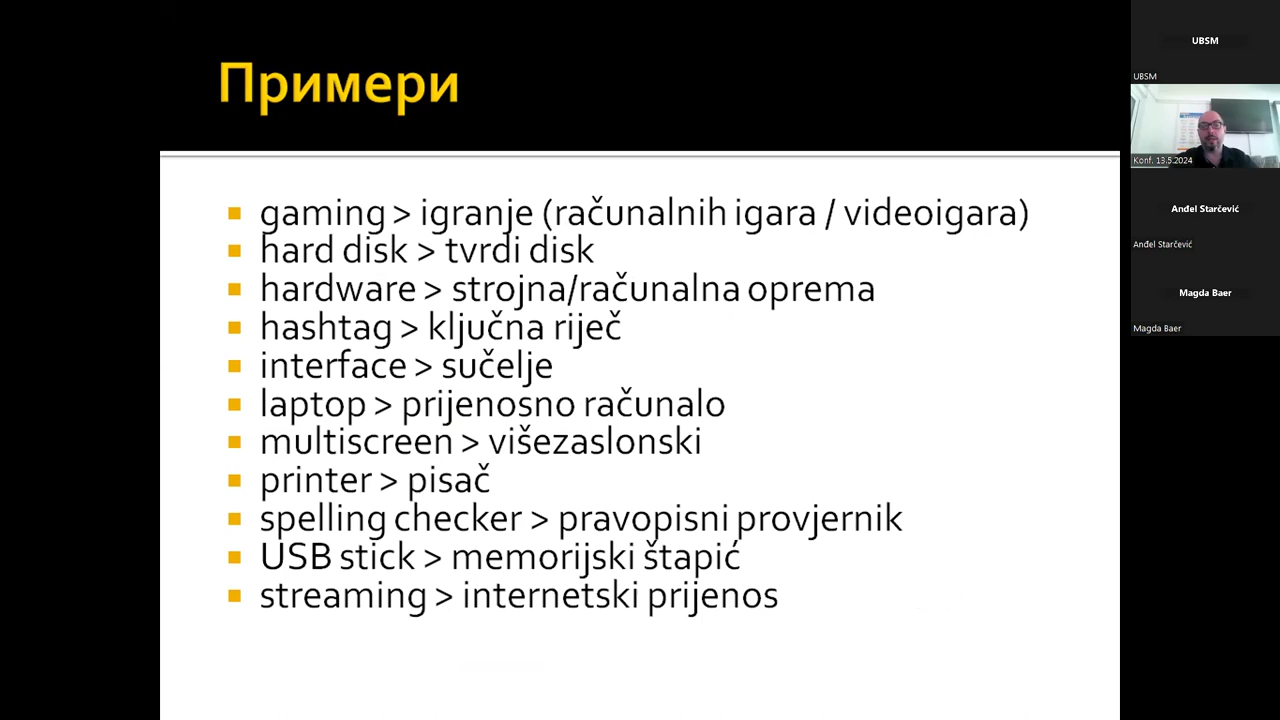 Примери
gaming > igranje (računalnih igara / videoigara)
hard disk > tvrdi disk
hardware > strojna/računalna oprema
hashtag > ključna riječ
interface > sučelje
laptop > prijenosno računalo
multiscreen > višezaslonski
printer > pisač
spelling checker > pravopisni provjernik
USB stick > memorijski štapić
streaming > internetski prijenos
UBSM
UBSM
Konf. 13.5.2024
Anđel Starčević
Anđel Starčević
Magda Baer
Magda Baer